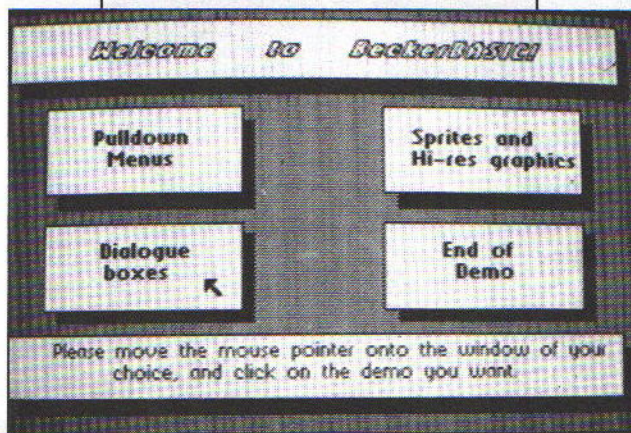 Welcome to BeckerBASIC!
Pulldown
Menus
Sprites and
Hi-res graphics
Dialogue
boxes
End of
Demo
Please move the mouse pointer onto the window of your
choice, and click on the demo you want.